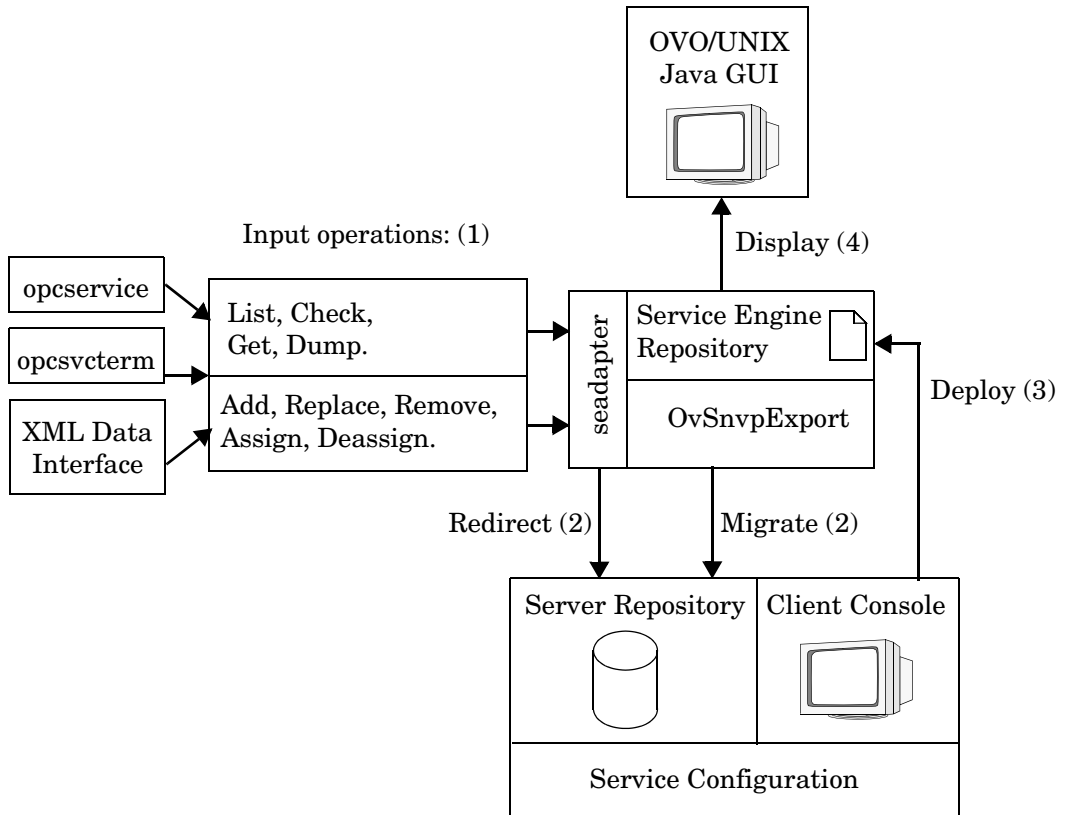 OVO/UNIX
Java GUI
Input operations: (1)
Display (4)
opcservice
opcsvcterm
XML Data
Interface
List, Check,
Get, Dump.
Add, Replace, Remove,
Assign, Deassign.
seadapter
Service Engine
Repository
OvSnvpExport
Deploy (3)
Redirect (2)
Migrate (2)
Server Repository
Client Console
Service Configuration